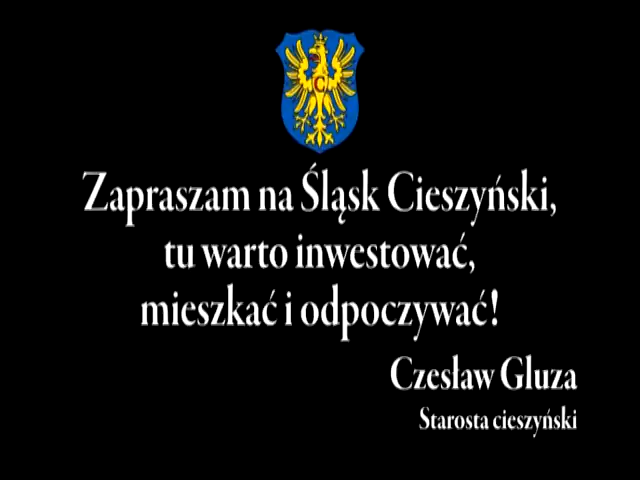 C
Zapraszam na Śląsk Cieszyński,
tu warto inwestować,
mieszkać i odpoczywać!
Czesław Gluza
Starosta cieszyński